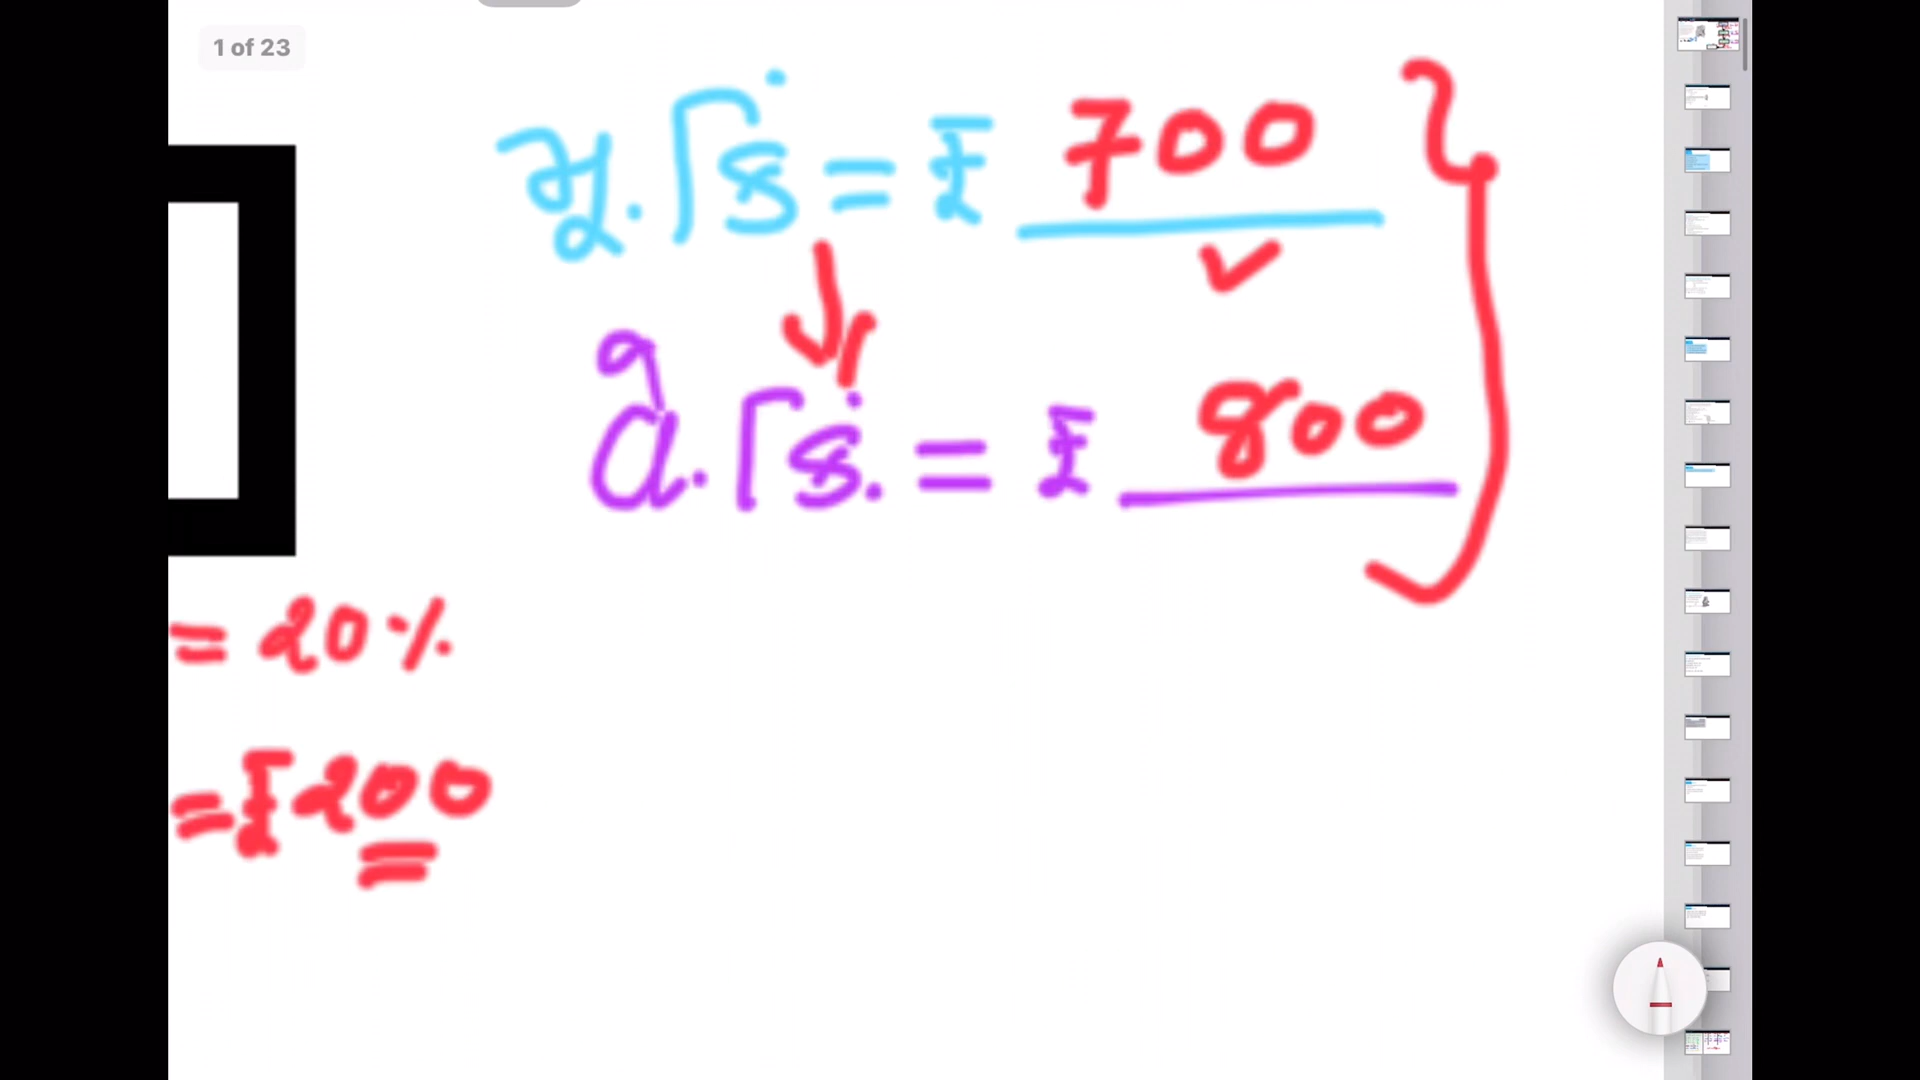 1 of 23
મૂ.કિં = ₹ 700
વે.કિં. = ₹ 800
= 20%
= ₹200